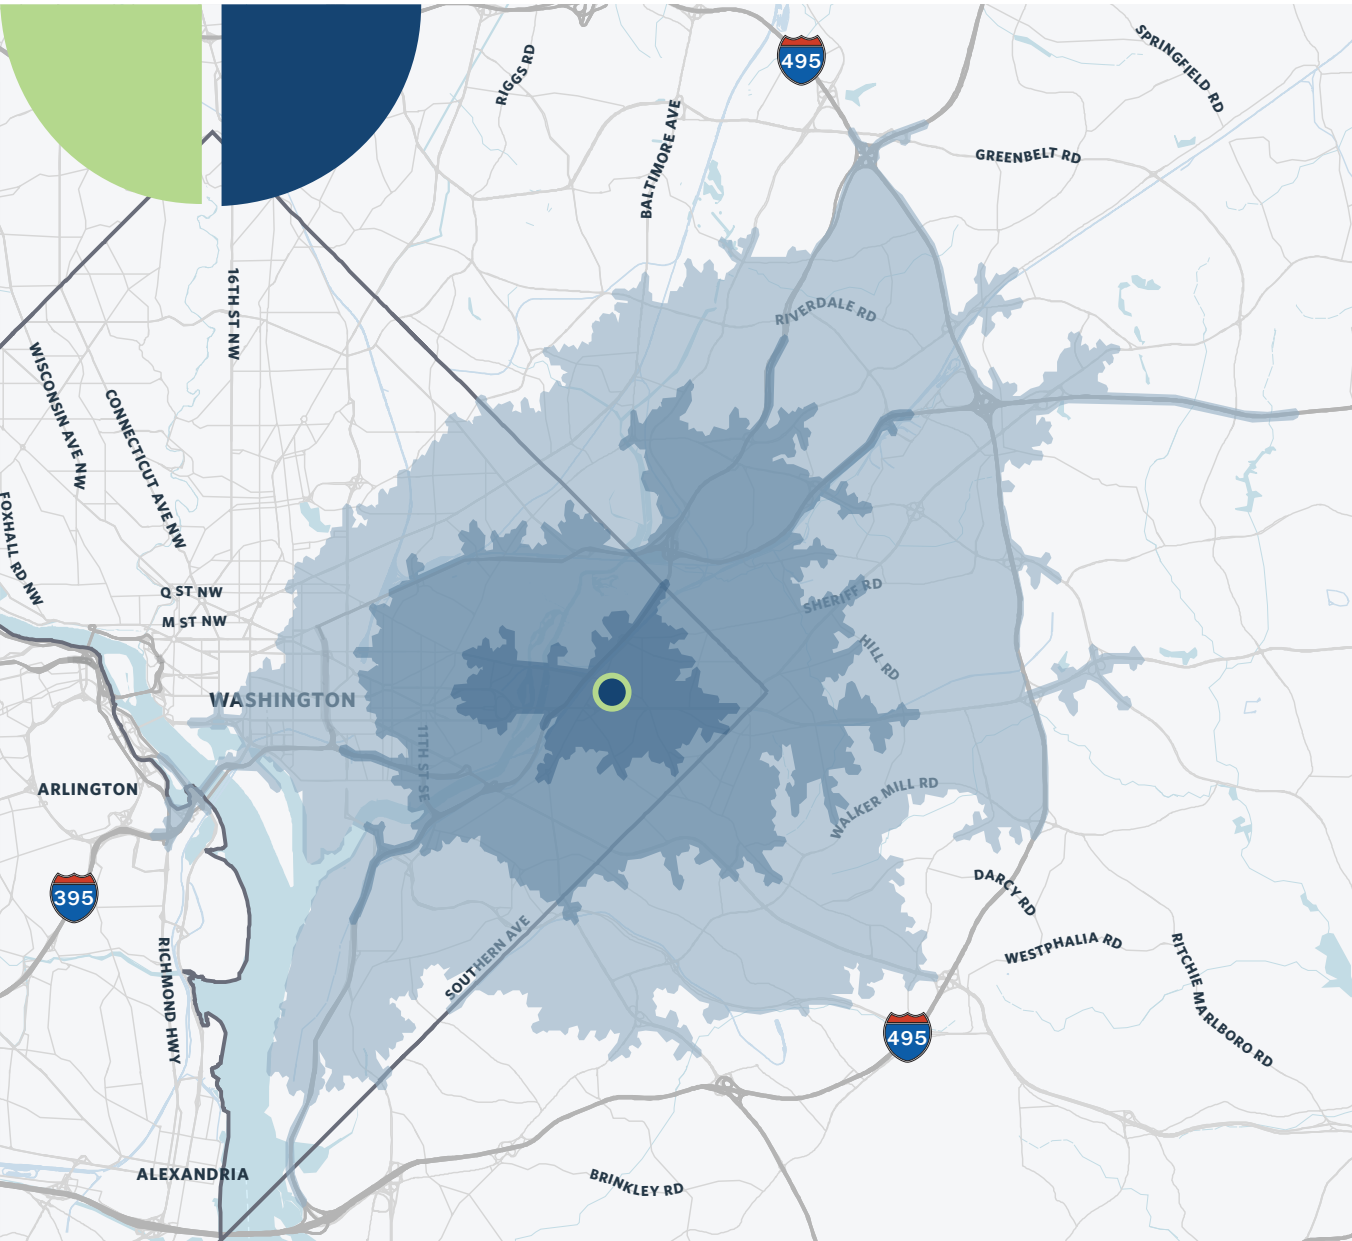 495
SPRINGFIELD RD
RIGGS RD
BALTIMORE AVE
GREENBELT RD
16TH ST NW
RIVERDALE RD
WISCONSIN AVE NW
CONNECTICUT AVE NW
FOXHALL RD NW
Q ST NW
M ST NW
SHERIFF RD
HILL RD
WASHINGTON
11TH ST SE
ARLINGTON
WALKER MILL RD
395
DARCY RD
SOUTHERN AVE
WESTPHALIA RD
RITCHIE MARLBORO RD
RICHMOND HWY
495
ALEXANDRIA
BRINKLEY RD